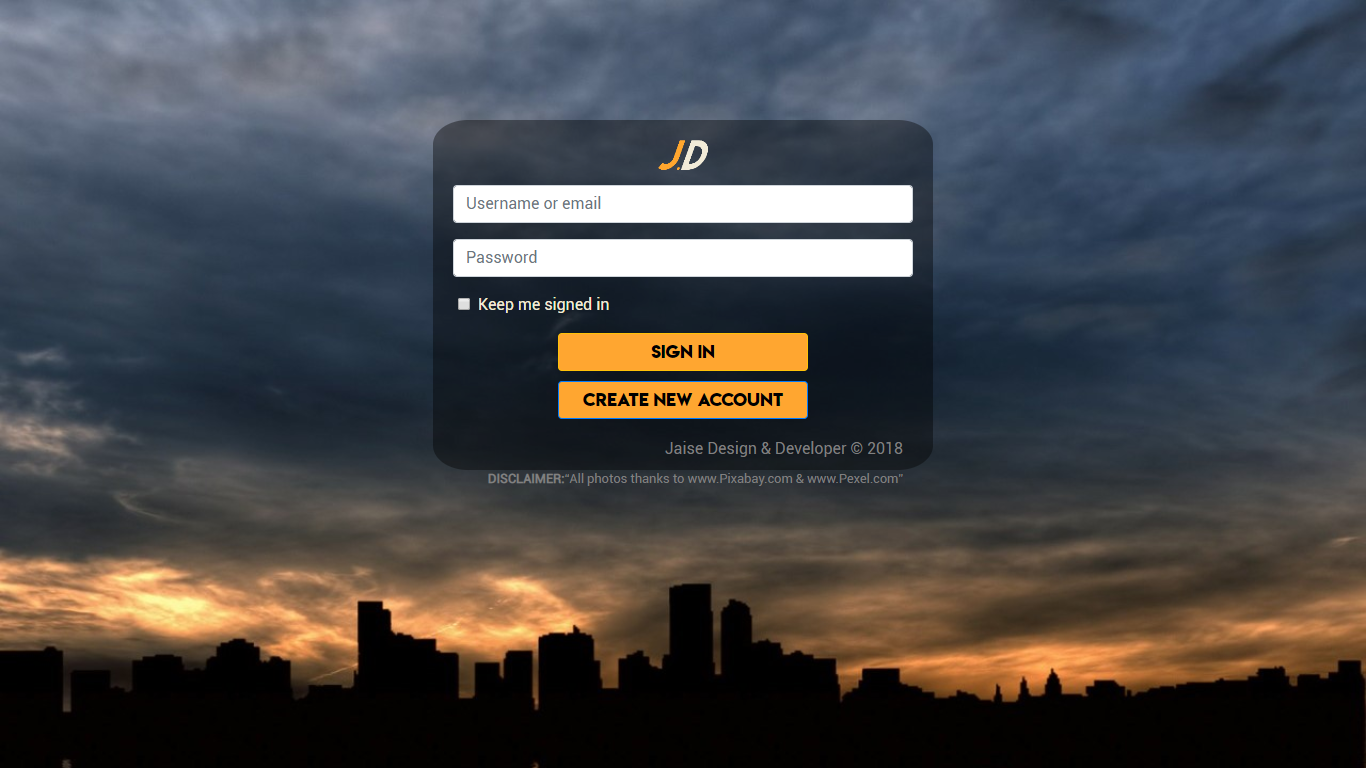 JD
Username or email
Password
Keep me signed in
SIGN IN
CREATE NEW ACCOUNT
Jaise Design & Developer © 2018
DISCLAIMER:"All photos thanks to www.Pixabay.com & www.Pexel.com"